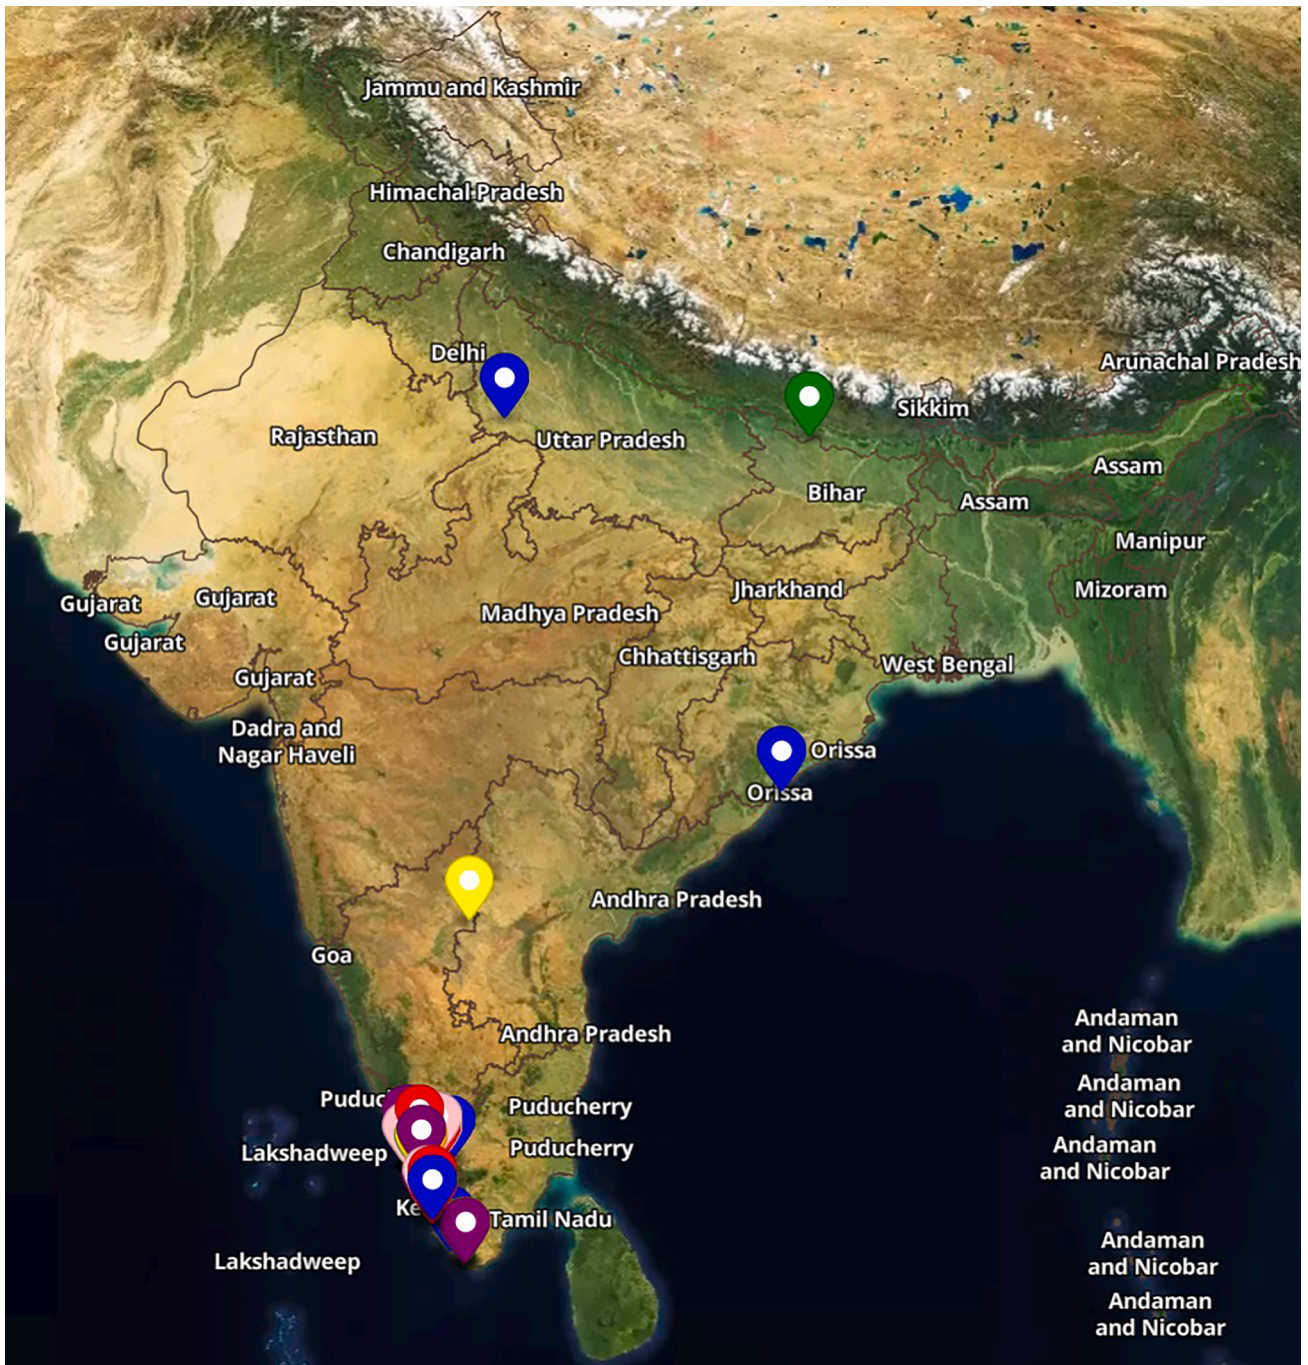 Jammu and Kashmir
Himachal Pradesh
Chandigarh
Delhi
Arunachal Pradesh
Sikkim
Rajasthan
Uttar Pradesh
Assam
Bihar
Assam
Manipur
Gujarat
Gujarat
Jharkhand
Mizoram
Madhya Pradesh
Gujarat
Chhattisgarh
West Bengal
Gujarat
Dadra and
Nagar Haveli
Orissa
Orissa
Andhra Pradesh
Goa
Andaman
and Nicobar
Andhra Pradesh
Andaman
and Nicobar
Puduc
Puducherry
Puducherry
Lakshadweep
Andaman
and Nicobar
Ke
Tamil Nadu
Lakshadweep
Andaman
and Nicobar
Andaman
and Nicobar